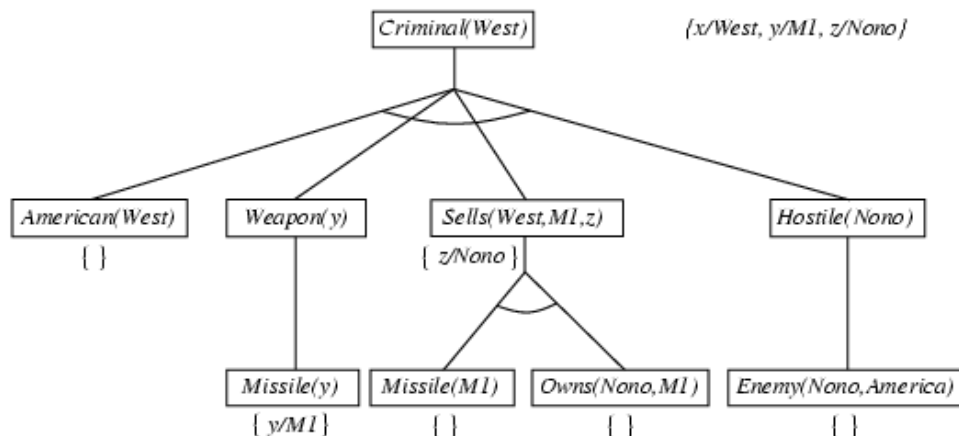 Criminal(West)
{x/West, y/M1, z/Nono}
American(West)
Weapon(y)
Sells(West,M1,z)
Hostile(Nono)
{ }
{ z/Nono }
Missile(y)
Missile(M1)
Owns(Nono,M1)
Enemy(Nono,America)
{ y/M1}
{ }
{ }
{ }